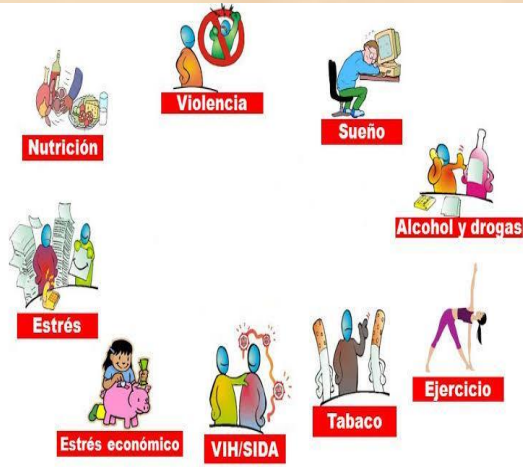 Violencia
Sueño
Nutrición
Alcohol y drogas
Estrés
Ejercicio
Tabaco
Estrés económico
VIH/SIDA